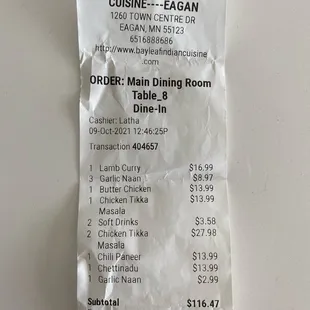 CUISINE----EAGAN
1260 TOWN CENTRE DR
EAGAN, MN 55123
6516888686
http://www.bayleafindiancuisine
.com
ORDER: Main Dining Room
Table_8
Dine-In
Cashier: Latha
09-Oct-2021 12:46:25P
Transaction 404657
1 Lamb Curry $16.99
3 Garlic Naan $8.97
1 Butter Chicken $13.99
1 Chicken Tikka $13.99
Masala
2 Soft Drinks $3.58
2 Chicken Tikka $27.98
Masala
1 Chili Paneer $13.99
1 Chettinadu $13.99
1 Garlic Naan $2.99
Subtotal $116.47